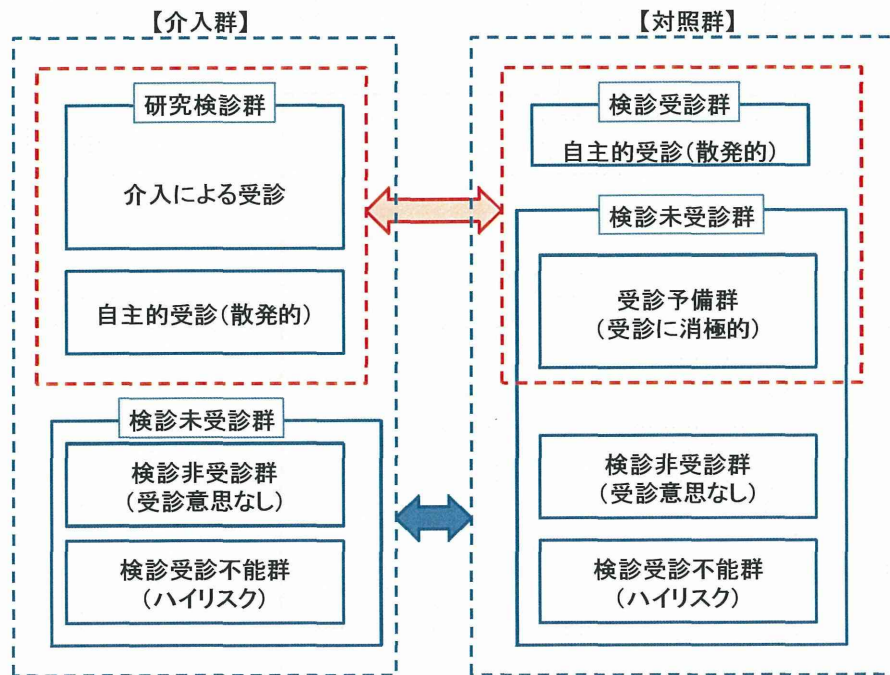 【介入群】
研究検診群
介入による受診
自主的受診(散発的)
検診未受診群
検診非受診群
(受診意思なし)
検診受診不能群
(ハイリスク)
【対照群】
検診受診群
自主的受診(散発的)
検診未受診群
受診予備群
(受診に消極的)
検診非受診群
(受診意思なし)
検診受診不能群
(ハイリスク)